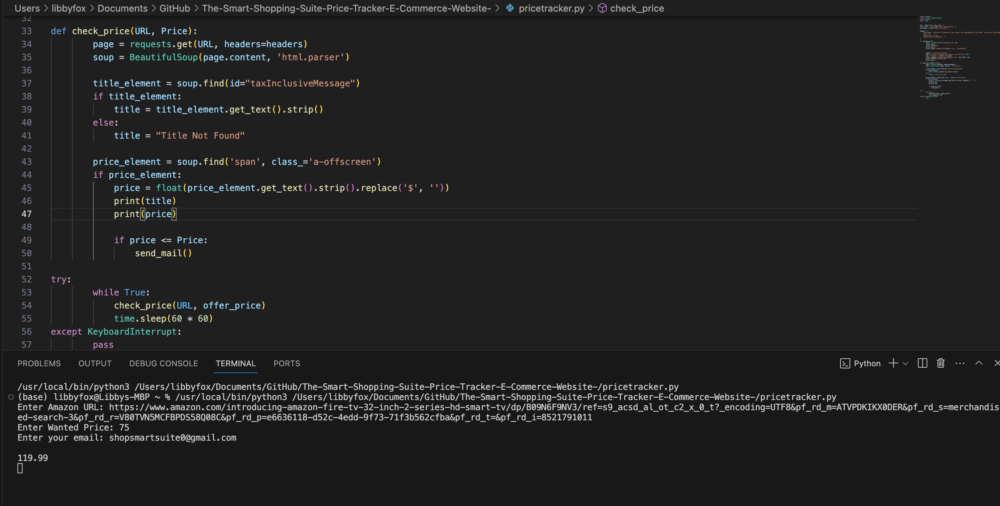 Users > libbyfox > Documents > GitHub > The-Smart-Shopping-Suite-Price-Tracker-E-Commerce-Website- > pricetracker.py > check_price
32
33 def check_price(URL, Price):
34 page = requests.get(URL, headers=headers)
35 soup = BeautifulSoup(page.content, 'html.parser')
36
37 title_element = soup.find(id="taxInclusiveMessage")
38 if title_element:
39 title = title_element.get_text().strip()
40 else:
41 title = "Title Not Found"
42
43 price_element = soup.find('span', class_='a-offscreen')
44 if price_element:
45 price = float(price_element.get_text().strip().replace('$', ''))
46 print(title)
47 print(price)
48
49 if price <= Price:
50 send_mail()
51
52 try:
53 while True:
54 check_price(URL, offer_price)
55 time.sleep(60 * 60)
56 except KeyboardInterrupt:
57 pass
PROBLEMS OUTPUT DEBUG CONSOLE TERMINAL PORTS Python
/usr/local/bin/python3 /Users/libbyfox/Documents/GitHub/The-Smart-Shopping-Suite-Price-Tracker-E-Commerce-Website-/pricetracker.py
(base) libbyfox@Libbys-MBP ~ % /usr/local/bin/python3 /Users/libbyfox/Documents/GitHub/The-Smart-Shopping-Suite-Price-Tracker-E-Commerce-Website-/pricetracker.py
Enter Amazon URL: https://www.amazon.com/introducing-amazon-fire-tv-32-inch-2-series-hd-smart-tv/dp/B09N6F9NV3/ref=s9_acsd_al_ot_c2_x_0_t?_encoding=UTF8&pf_rd_m=ATVPDKIKX0DER&pf_rd_s=merchandis
ed-search-3&pf_rd_r=V80TVN5MCFBPDS58Q08C&pf_rd_p=e6636118-d52c-4edd-9f73-71f3b562cfba&pf_rd_t=&pf_rd_i=8521791011
Enter Wanted Price: 75
Enter your email: shopsmartsuite0@gmail.com
119.99